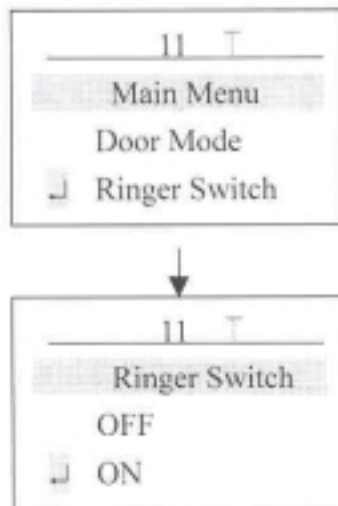 11
Main Menu
Door Mode
Ringer Switch
11
Ringer Switch
OFF
ON